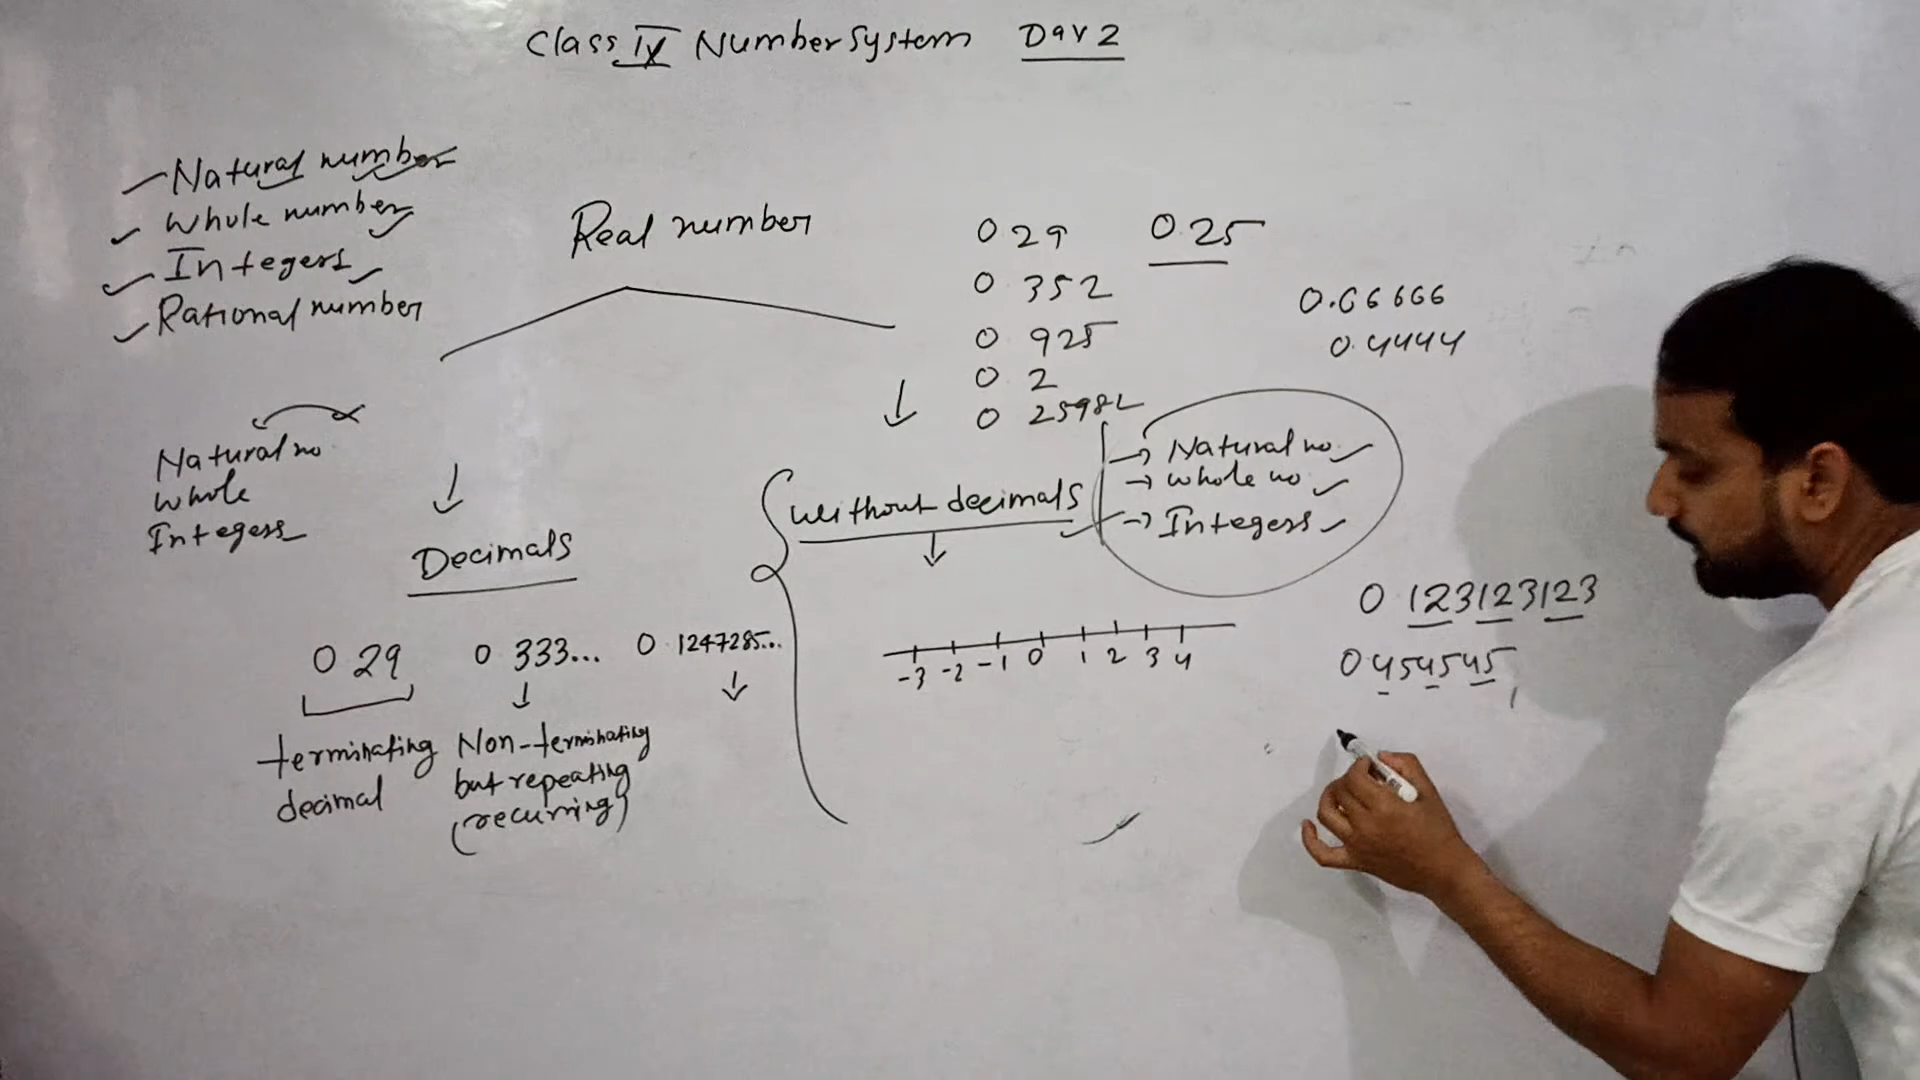 Class IX Number System Day 2
Natural number
Whole number
Integers
Rational number
Real number
0.29
0.25
0.352
0.925
0.2
0.25982
0.66666
0.4444
Natural no
Whole
Integers
Decimals
without decimals
Natural no
whole no
Integers
0.29
0.333...
0.1247285...
terminating
decimal
Non-terminating
but repeating
(recurring)
-3 -2 -1 0 1 2 3 4
0.123123123
0.454545